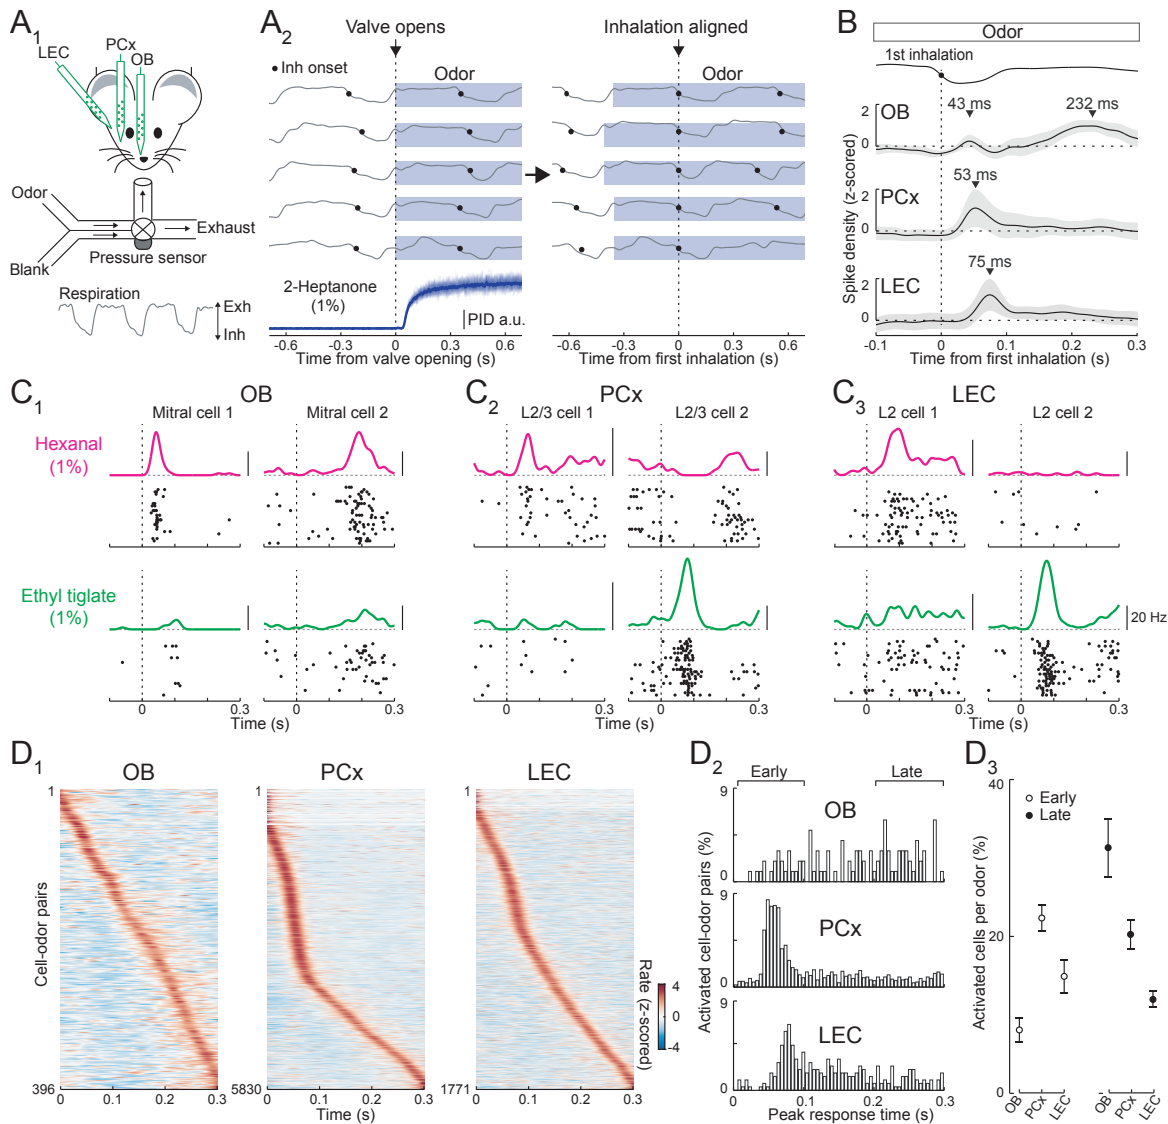 A1
LEC
PCx
OB
Odor
Blank
Exhaust
Pressure sensor
Respiration
Exh
Inh
A2
Valve opens
Inhalation aligned
Inh onset
Odor
Odor
2-Heptanone
(1%)
PID a.u.
-0.6 -0.3 0 0.3 0.6
Time from valve opening (s)
-0.6 -0.3 0 0.3 0.6
Time from first inhalation (s)
B
Odor
1st inhalation
Spike density (z-scored)
OB
43 ms
232 ms
2
0
PCx
53 ms
2
0
LEC
75 ms
2
0
-0.1 0 0.1 0.2 0.3
Time from first inhalation (s)
C1
OB
Mitral cell 1
Mitral cell 2
C2
PCx
L2/3 cell 1
L2/3 cell 2
C3
LEC
L2 cell 1
L2 cell 2
Hexanal
(1%)
Ethyl tiglate
(1%)
20 Hz
0 0.3
0 0.3
Time (s)
0 0.3
0 0.3
Time (s)
0 0.3
0 0.3
Time (s)
D1
OB
PCx
LEC
Cell-odor pairs
1
396
1
5830
1
1771
0 0.1 0.2 0.3
0 0.1 0.2 0.3
0 0.1 0.2 0.3
Time (s)
Rate (z-scored)
4
0
-4
D2
Early
Late
Activated cell-odor pairs (%)
OB
9
0
PCx
9
0
LEC
9
0
0 0.1 0.2 0.3
Peak response time (s)
D3
Early
Late
Activated cells per odor (%)
40
20
0
OB
PCx
LEC
OB
PCx
LEC